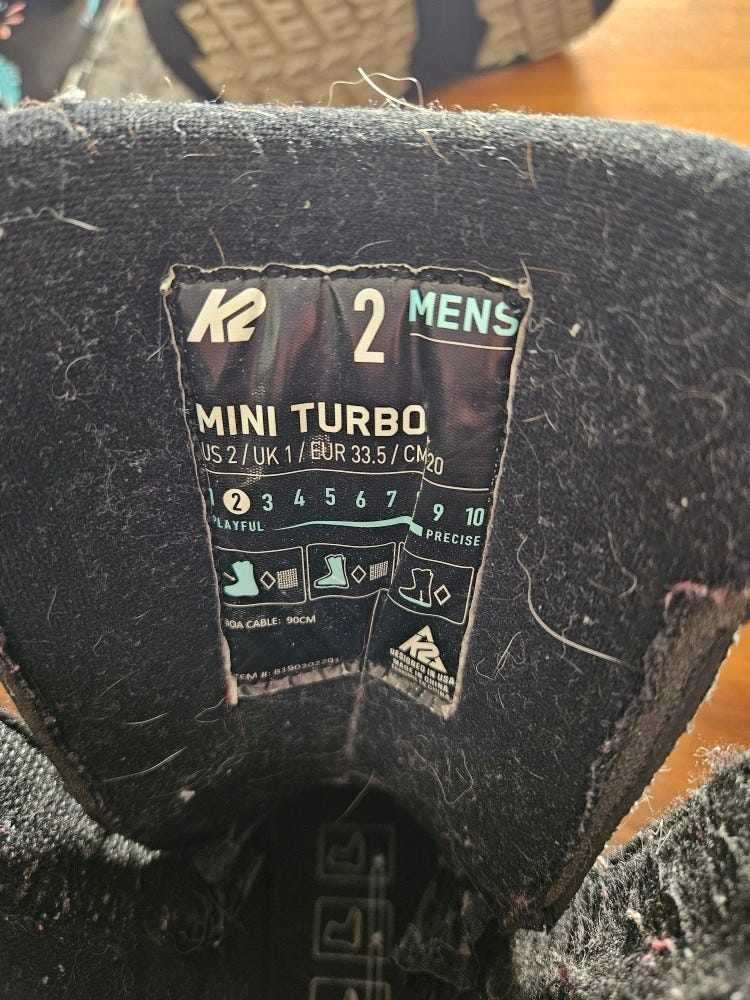 K2 2 MENS
MINI TURBO
US 2 / UK 1 / EUR 33.5 / CM 20
1 2 3 4 5 6 7 9 10
PLAYFUL PRECISE
BOA CABLE: 90CM
K2
DESIGNED IN USA
MADE IN CHINA